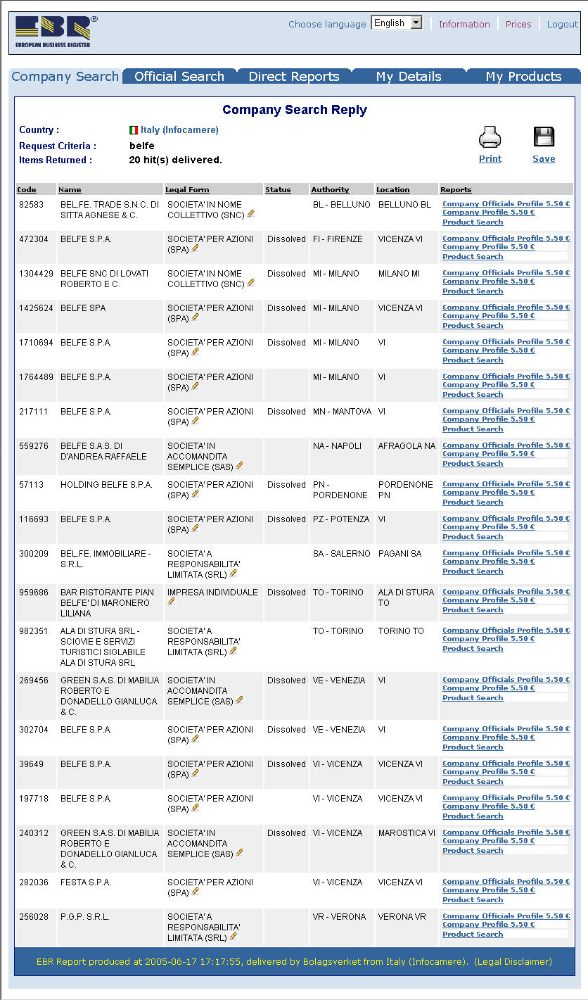 EBR®
EUROPEAN BUSINESS REGISTER
Choose language English Information Prices Logout
Company Search Official Search Direct Reports My Details My Products
Company Search Reply
Country : Italy (Infocamere)
Request Criteria : belfe
Items Returned : 20 hit(s) delivered.
Print Save
Code Name Legal Form Status Authority Location Reports
82583 BEL.FE. TRADE S.N.C. DI SOCIETA' IN NOME BL - BELLUNO BELLUNO BL Company Officials Profile 5.50 €
SITTA AGNESE & C. COLLETTIVO (SNC) Company Profile 5.50 €
Product Search
472304 BELFE S.P.A. SOCIETA' PER AZIONI Dissolved FI - FIRENZE VICENZA VI Company Officials Profile 5.50 €
(SPA) Company Profile 5.50 €
Product Search
1304429 BELFE SNC DI LOVATI SOCIETA' IN NOME Dissolved MI - MILANO MILANO MI Company Officials Profile 5.50 €
ROBERTO E C. COLLETTIVO (SNC) Company Profile 5.50 €
Product Search
1425624 BELFE SPA SOCIETA' PER AZIONI Dissolved MI - MILANO VICENZA VI Company Officials Profile 5.50 €
(SPA) Company Profile 5.50 €
Product Search
1710694 BELFE S.P.A. SOCIETA' PER AZIONI Dissolved MI - MILANO VI Company Officials Profile 5.50 €
(SPA) Company Profile 5.50 €
Product Search
1764489 BELFE S.P.A. SOCIETA' PER AZIONI MI - MILANO VI Company Officials Profile 5.50 €
(SPA) Company Profile 5.50 €
Product Search
217111 BELFE S.P.A. SOCIETA' PER AZIONI Dissolved MN - MANTOVA VI Company Officials Profile 5.50 €
(SPA) Company Profile 5.50 €
Product Search
559276 BELFE S.A.S. DI SOCIETA' IN NA - NAPOLI AFRAGOLA NA Company Officials Profile 5.50 €
D'ANDREA RAFFAELE ACCOMANDITA Company Profile 5.50 €
SEMPLICE (SAS) Product Search
57113 HOLDING BELFE S.P.A. SOCIETA' PER AZIONI Dissolved PN - PORDENONE Company Officials Profile 5.50 €
(SPA) PORDENONE PN Company Profile 5.50 €
Product Search
116693 BELFE S.P.A. SOCIETA' PER AZIONI Dissolved PZ - POTENZA VI Company Officials Profile 5.50 €
(SPA) Company Profile 5.50 €
Product Search
300209 BEL.FE. IMMOBILIARE - SOCIETA' A SA - SALERNO PAGANI SA Company Officials Profile 5.50 €
S.R.L. RESPONSABILITA' Company Profile 5.50 €
LIMITATA (SRL) Product Search
959686 BAR RISTORANTE PIAN IMPRESA INDIVIDUALE Dissolved TO - TORINO ALA DI STURA Company Officials Profile 5.50 €
BELFE' DI MARONERO TO Company Profile 5.50 €
LILIANA Product Search
982351 ALA DI STURA SRL - SOCIETA' A TO - TORINO TORINO TO Company Officials Profile 5.50 €
SCIOVIE E SERVIZI RESPONSABILITA' Company Profile 5.50 €
TURISTICI SIGLABILE LIMITATA (SRL) Product Search
ALA DI STURA SRL
269456 GREEN S.A.S. DI MABILIA SOCIETA' IN Dissolved VE - VENEZIA VI Company Officials Profile 5.50 €
ROBERTO E ACCOMANDITA Company Profile 5.50 €
DONADELLO GIANLUCA SEMPLICE (SAS) Product Search
& C.
302704 BELFE S.P.A. SOCIETA' PER AZIONI Dissolved VE - VENEZIA VI Company Officials Profile 5.50 €
(SPA) Company Profile 5.50 €
Product Search
39649 BELFE S.P.A. SOCIETA' PER AZIONI Dissolved VI - VICENZA VICENZA VI Company Officials Profile 5.50 €
(SPA) Company Profile 5.50 €
Product Search
197718 BELFE S.P.A. SOCIETA' PER AZIONI VI - VICENZA VICENZA VI Company Officials Profile 5.50 €
(SPA) Company Profile 5.50 €
Product Search
240312 GREEN S.A.S. DI MABILIA SOCIETA' IN Dissolved VI - VICENZA MAROSTICA VI Company Officials Profile 5.50 €
ROBERTO E ACCOMANDITA Company Profile 5.50 €
DONADELLO GIANLUCA SEMPLICE (SAS) Product Search
& C.
282036 FESTA S.P.A. SOCIETA' PER AZIONI VI - VICENZA VICENZA VI Company Officials Profile 5.50 €
(SPA) Company Profile 5.50 €
Product Search
256028 P.G.P. S.R.L. SOCIETA' A VR - VERONA VERONA VR Company Officials Profile 5.50 €
RESPONSABILITA' Company Profile 5.50 €
LIMITATA (SRL) Product Search
EBR Report produced at 2005-06-17 17:17:55, delivered by Bolagsverket from Italy (Infocamere). (Legal Disclaimer)